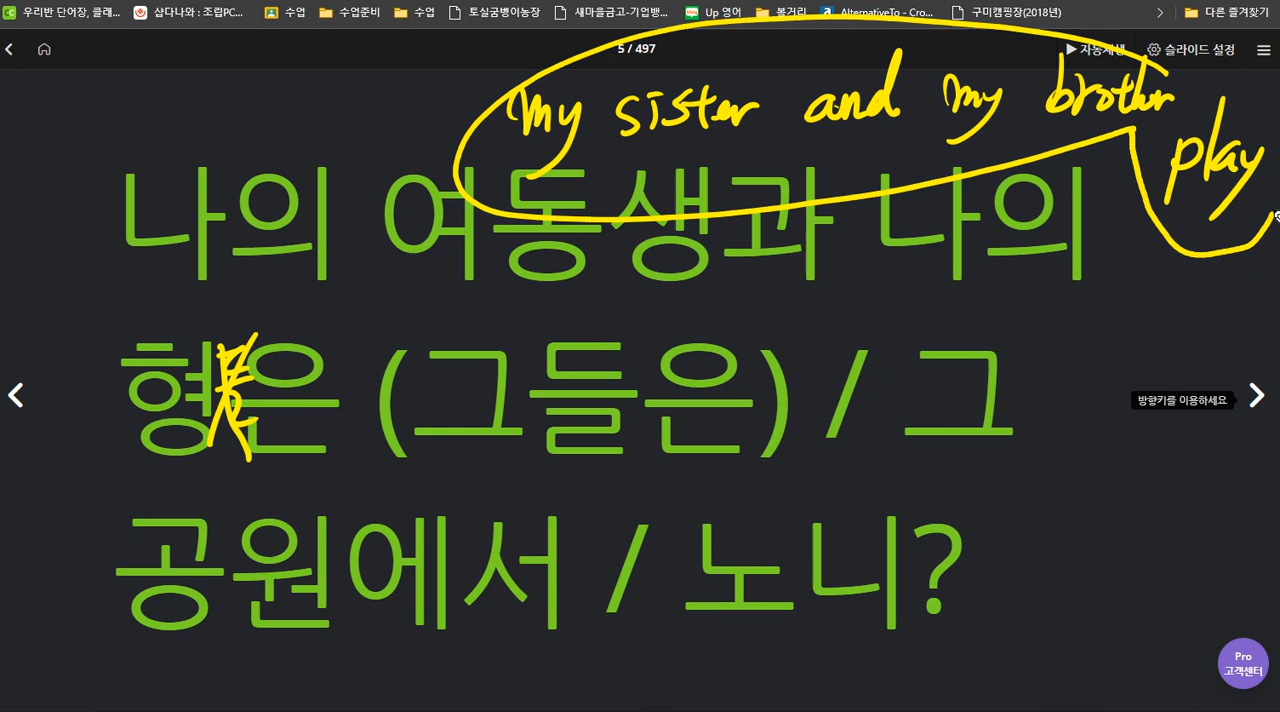 우리반 단어장, 클래... 샵다나와 : 조립PC... 수업 수업준비 수업 토실굼벵이농장 새마을금고-기업뱅... Up 영어 볼거리 AlternativeTo - Cro... 구미캠핑장(2018년) 다른 즐겨찾기
5 / 497 자동재생 슬라이드 설정
my sister and my brother
play
나의 여동생과 나의
형은 (그들은) / 그
방향키를 이용하세요
공원에서 / 노니?
Pro
고객센터